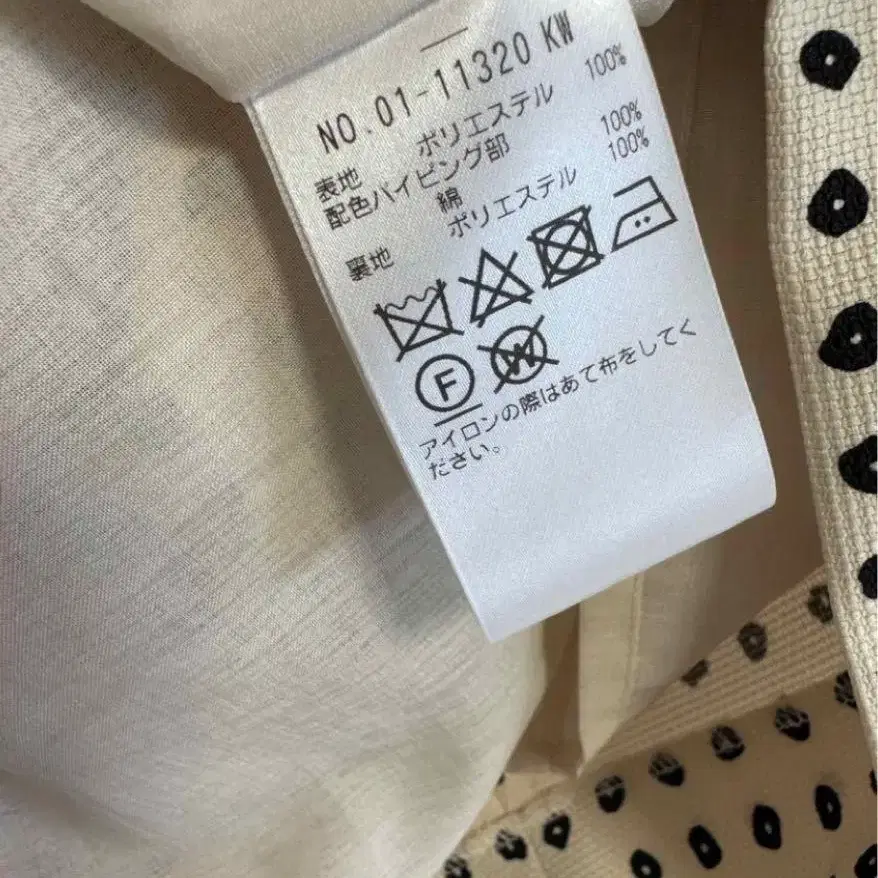 NO.01-11320 KW
表地 ポリエステル 100%
配色パイピング部
綿 100%
裏地 ポリエステル 100%
F
W
アイロンの際はあて布をしてく
ださい。